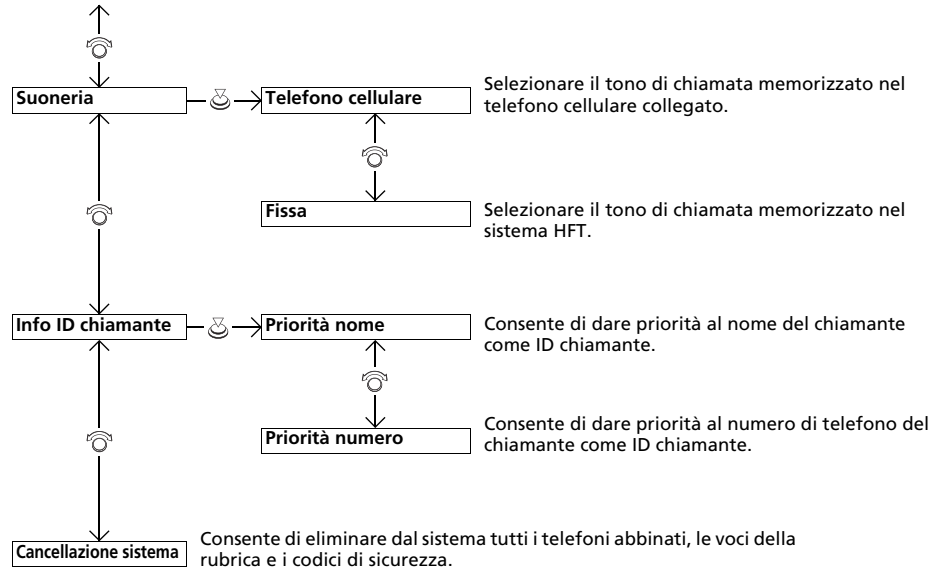 Suoneria
Telefono cellulare
Selezionare il tono di chiamata memorizzato nel
telefono cellulare collegato.
Fissa
Selezionare il tono di chiamata memorizzato nel
sistema HFT.
Info ID chiamante
Priorità nome
Consente di dare priorità al nome del chiamante
come ID chiamante.
Priorità numero
Consente di dare priorità al numero di telefono del
chiamante come ID chiamante.
Cancellazione sistema
Consente di eliminare dal sistema tutti i telefoni abbinati, le voci della
rubrica e i codici di sicurezza.